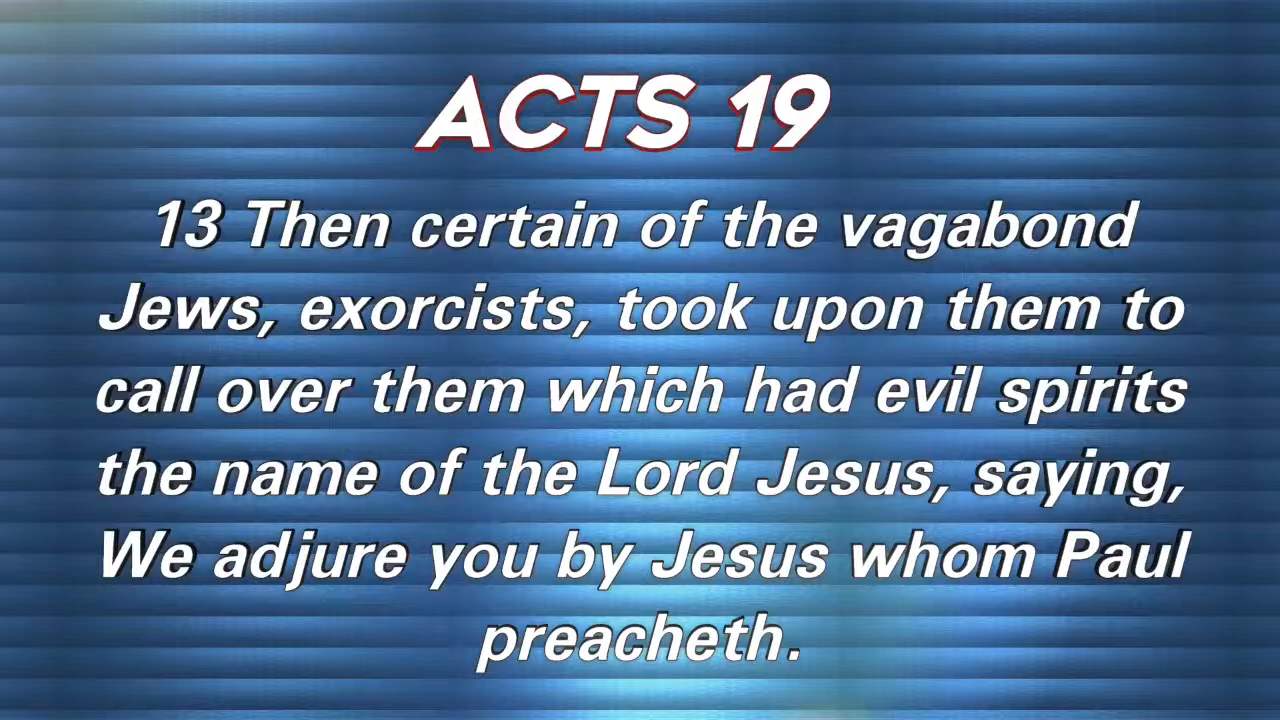 ACTS 19
13 Then certain of the vagabond
Jews, exorcists, took upon them to
call over them which had evil spirits
the name of the Lord Jesus, saying,
We adjure you by Jesus whom Paul
preacheth.